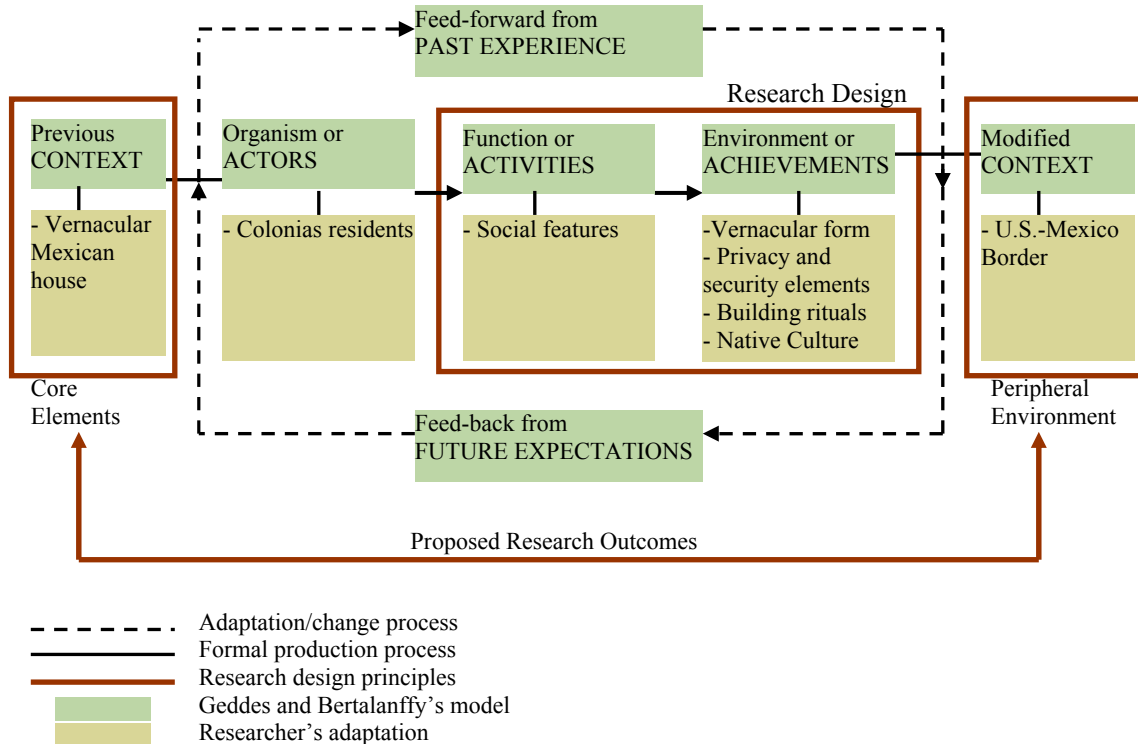 Feed-forward from
PAST EXPERIENCE
Research Design
Previous
CONTEXT
Organism or
ACTORS
Function or
ACTIVITIES
Environment or
ACHIEVEMENTS
Modified
CONTEXT
- Vernacular
Mexican
house
- Colonias residents
- Social features
-Vernacular form
- Privacy and
security elements
- Building rituals
- Native Culture
- U.S.-Mexico
Border
Core
Elements
Peripheral
Environment
Feed-back from
FUTURE EXPECTATIONS
Proposed Research Outcomes
Adaptation/change process
Formal production process
Research design principles
Geddes and Bertalanffy’s model
Researcher’s adaptation